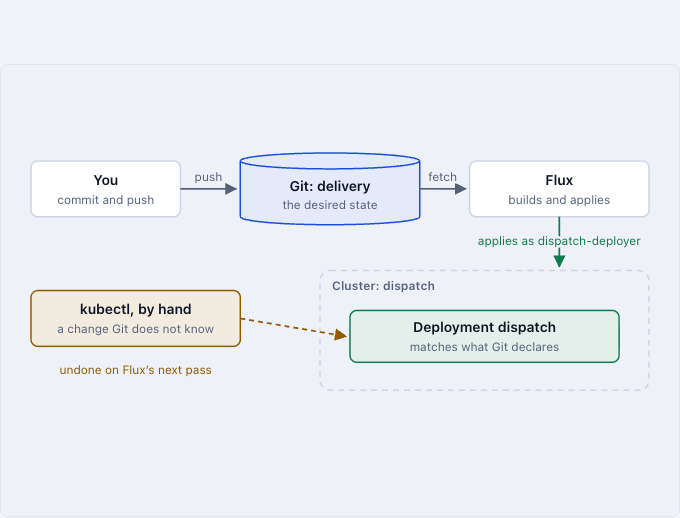 You
commit and push
push
Git: delivery
the desired state
fetch
Flux
builds and applies
applies as dispatch-deployer
Cluster: dispatch
kubectl, by hand
a change Git does not know
Deployment dispatch
matches what Git declares
undone on Flux’s next pass